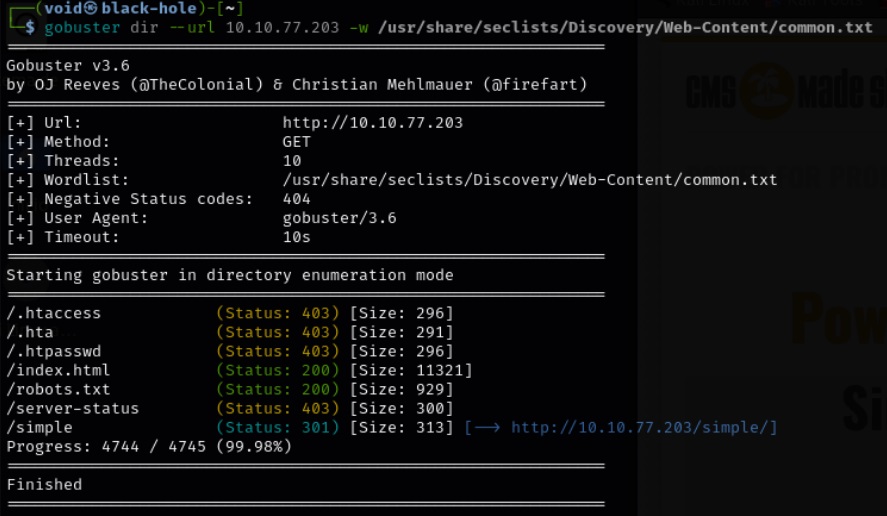 ┌──(void㉿black-hole)-[~]
└─$ gobuster dir --url 10.10.77.203 -w /usr/share/seclists/Discovery/Web-Content/common.txt
===============================================================
Gobuster v3.6
by OJ Reeves (@TheColonial) & Christian Mehlmauer (@firefart)
===============================================================
[+] Url:                     http://10.10.77.203
[+] Method:                  GET
[+] Threads:                 10
[+] Wordlist:                /usr/share/seclists/Discovery/Web-Content/common.txt
[+] Negative Status codes:   404
[+] User Agent:              gobuster/3.6
[+] Timeout:                 10s
===============================================================
Starting gobuster in directory enumeration mode
===============================================================
/.htaccess            (Status: 403) [Size: 296]
/.hta                 (Status: 403) [Size: 291]
/.htpasswd            (Status: 403) [Size: 296]
/index.html           (Status: 200) [Size: 11321]
/robots.txt           (Status: 200) [Size: 929]
/server-status        (Status: 403) [Size: 300]
/simple               (Status: 301) [Size: 313] [--> http://10.10.77.203/simple/]
Progress: 4744 / 4745 (99.98%)
===============================================================
Finished
===============================================================
CMS MADE S
Pow
Si